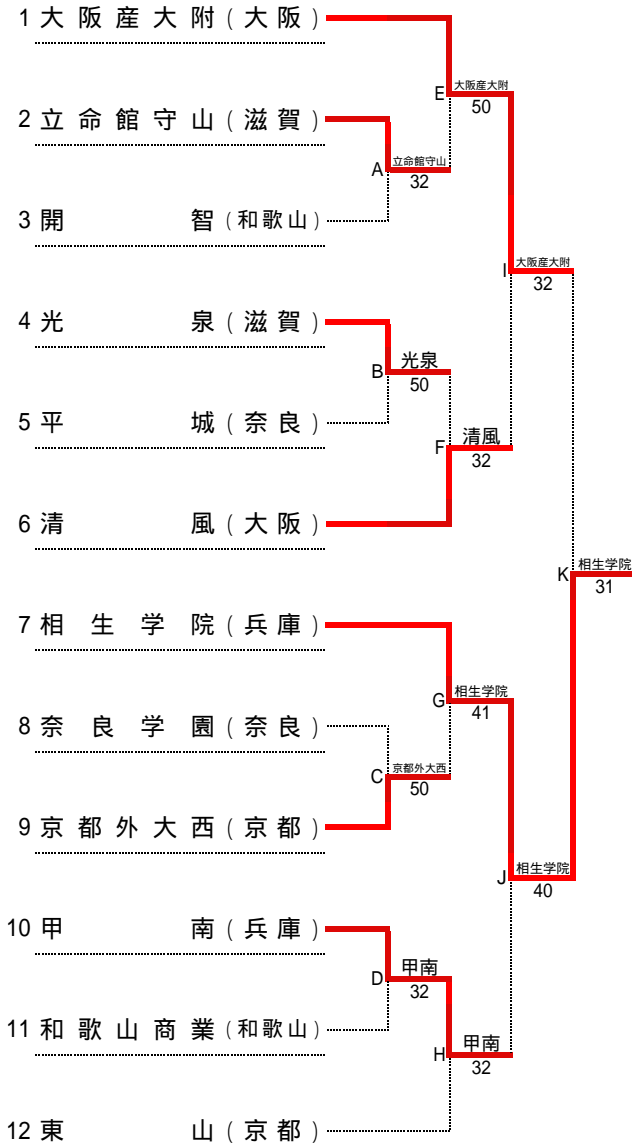 1 大阪産大附(大阪)
大阪産大附
E
50
2 立命館守山(滋賀)
立命館守山
A
32
3 開智(和歌山)
大阪産大附
I
32
4 光泉(滋賀)
光泉
B
50
5 平城(奈良)
清風
F
32
6 清風(大阪)
相生学院
K
31
7 相生学院(兵庫)
相生学院
G
41
8 奈良学園(奈良)
京都外大西
C
50
9 京都外大西(京都)
相生学院
J
40
10 甲南(兵庫)
甲南
D
32
11 和歌山商業(和歌山)
甲南
H
32
12 東山(京都)